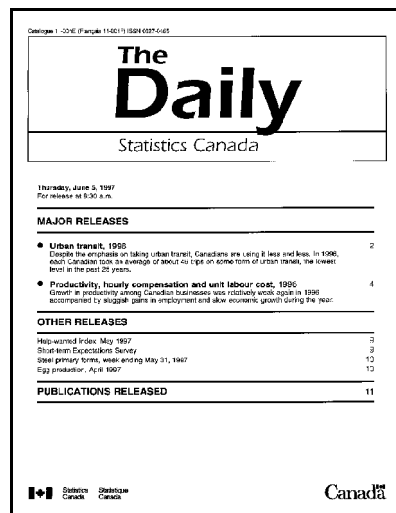 Catalogue 11-001E (Français 11-001F) ISSN 0827-0465
The
Daily
Statistics Canada
Thursday, June 5, 1997
For release at 8:30 a.m.
MAJOR RELEASES
● Urban transit, 1996 2
Despite the emphasis on taking urban transit, Canadians are using it less and less. In 1996,
each Canadian took an average of about 48 trips on some form of urban transit, the lowest
level in the past 25 years.
● Productivity, hourly compensation and unit labour cost, 1996 4
Growth in productivity among Canadian businesses was relatively weak again in 1996
accompanied by sluggish gains in employment and slow economic growth during the year.
OTHER RELEASES
Help-wanted Index, May 1997 9
Short-term Expectations Survey 9
Steel primary forms, week ending May 31, 1997 10
Egg production, April 1997 10
PUBLICATIONS RELEASED 11
Statistics Statistique
Canada Canada
Canada